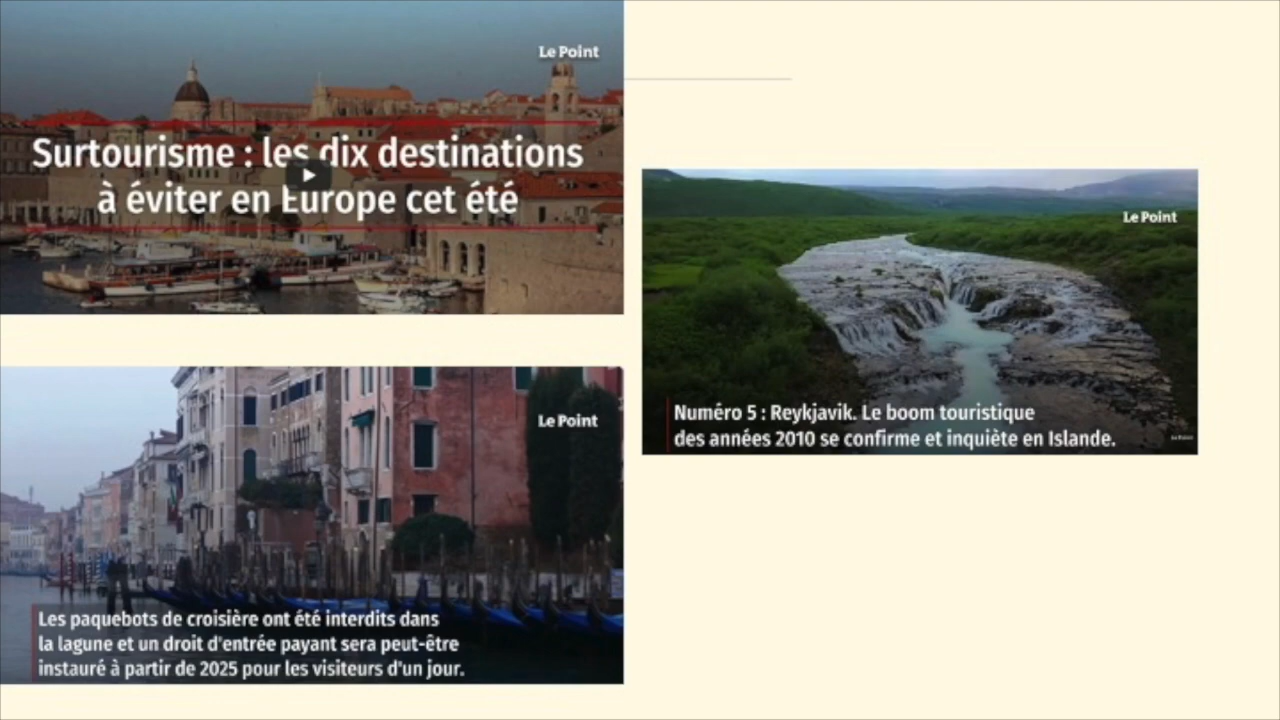 Le Point
Surtourisme : les dix destinations
à éviter en Europe cet été
Le Point
Numéro 5 : Reykjavik. Le boom touristique
des années 2010 se confirme et inquiète en Islande.
Le Point
Le Point
Les paquebots de croisière ont été interdits dans
la lagune et un droit d'entrée payant sera peut-être
instauré à partir de 2025 pour les visiteurs d'un jour.